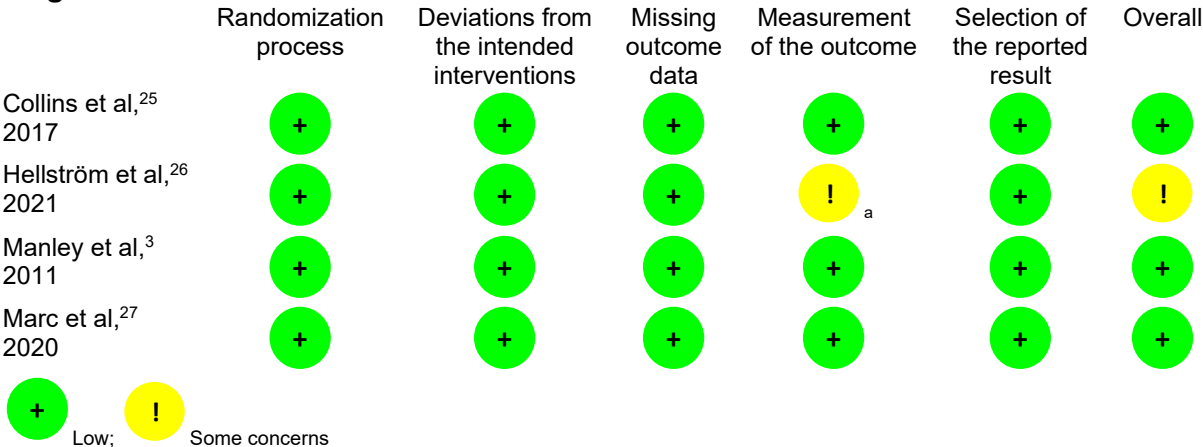 Randomization process Deviations from the intended interventions Missing outcome data Measurement of the outcome Selection of the reported result Overall
Collins et al,25 2017 + + + + + +
Hellström et al,26 2021 + + + ! a + !
Manley et al,3 2011 + + + + + +
Marc et al,27 2020 + + + + + +
+ Low; ! Some concerns